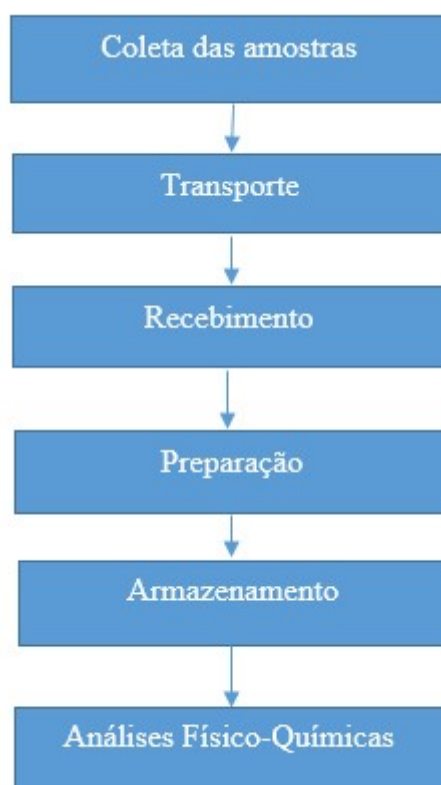 Coleta das amostras
Transporte
Recebimento
Preparação
Armazenamento
Análises Físico-Químicas